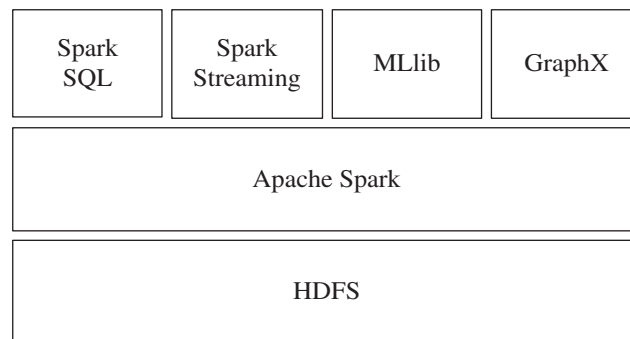 Spark
SQL
Spark
Streaming
MLlib
GraphX
Apache Spark
HDFS